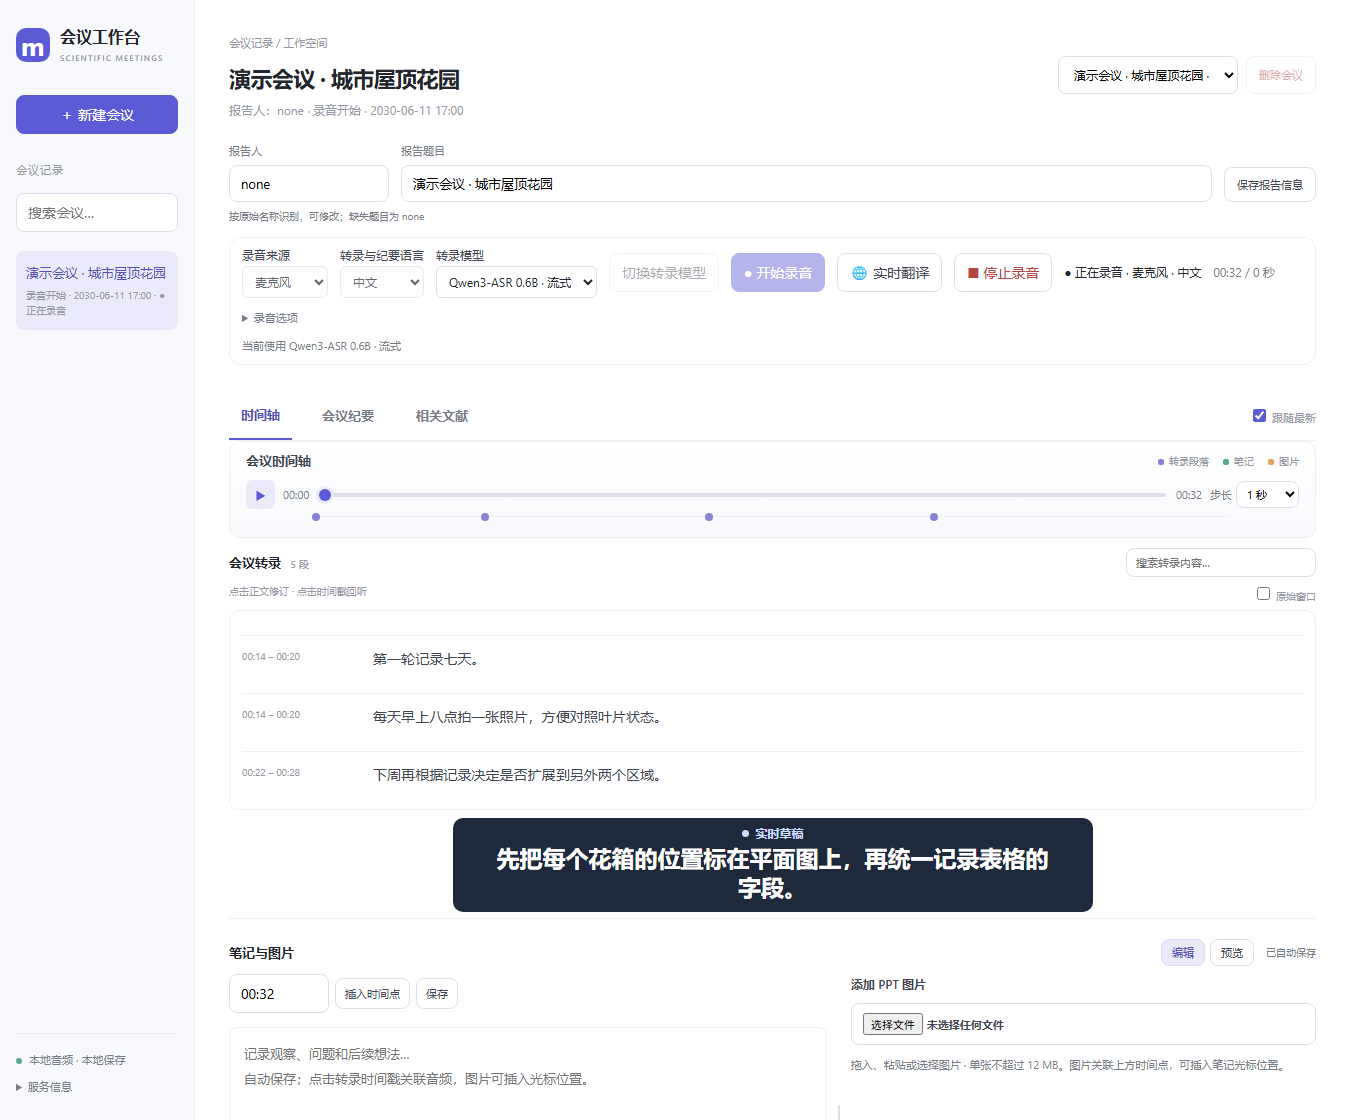 m
会议工作台
SCIENTIFIC MEETINGS
+ 新建会议
会议记录
搜索会议...
演示会议 · 城市屋顶花园
录音开始 · 2030-06-11 17:00 · ●
正在录音
本地音频 · 本地保存
服务信息
会议记录 / 工作空间
演示会议 · 城市屋顶花园
报告人：none · 录音开始 · 2030-06-11 17:00
演示会议 · 城市屋顶花园 ·
删除会议
报告人
报告题目
none
演示会议 · 城市屋顶花园
保存报告信息
按原始名称识别，可修改；缺失题目为 none
录音来源
转录与纪要语言
转录模型
麦克风
中文
Qwen3-ASR 0.6B · 流式
切换转录模型
● 开始录音
🌐 实时翻译
■ 停止录音
● 正在录音 · 麦克风 · 中文
00:32 / 0 秒
录音选项
当前使用 Qwen3-ASR 0.6B · 流式
时间轴
会议纪要
相关文献
跟随最新
会议时间轴
转录段落
笔记
图片
00:00
00:32
步长
1 秒
会议转录
5 段
搜索转录内容...
点击正文修订 · 点击时间戳回听
原始窗口
00:14 – 00:20
第一轮记录七天。
00:14 – 00:20
每天早上八点拍一张照片，方便对照叶片状态。
00:22 – 00:28
下周再根据记录决定是否扩展到另外两个区域。
实时草稿
先把每个花箱的位置标在平面图上，再统一记录表格的
字段。
笔记与图片
编辑
预览
已自动保存
00:32
插入时间点
保存
添加 PPT 图片
选择文件
未选择任何文件
拖入、粘贴或选择图片 · 单张不超过 12 MB。图片关联上方时间点，可插入笔记光标位置。
记录观察、问题和后续想法...
自动保存；点击转录时间戳关联音频，图片可插入光标位置。